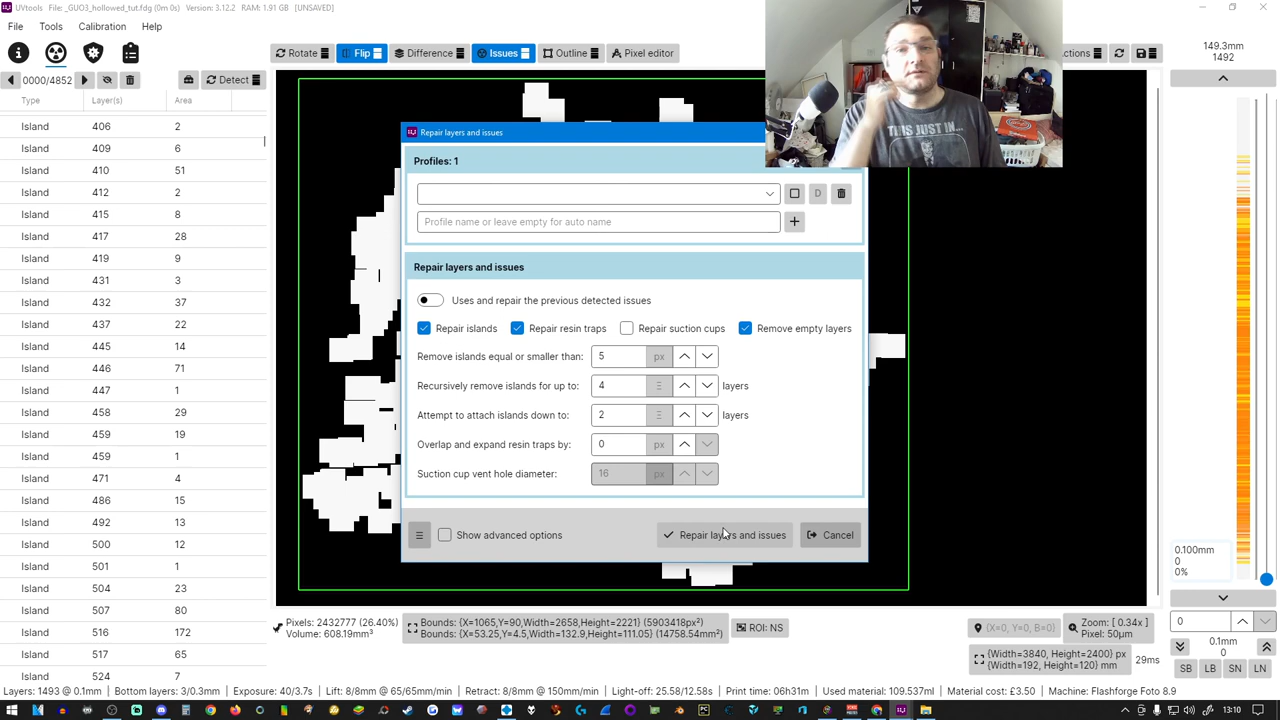 UVtools File: _GUO3_hollowed_tut.fdg (0m 0s) Version: 3.12.2 RAM: 1.91 GB [UNSAVED]
File Tools Calibration Help
Rotate Flip Difference Issues Outline Pixel editor
0000/4852 Detect
Type Layer(s) Area
Island 406 2
Island 409 6
Island 410 51
Island 412 2
Island 415 8
Island 417 28
Island 419 9
Island 431 3
Island 432 37
Island 437 22
Island 445 14
Island 446 71
Island 447 1
Island 458 29
Island 459 19
Island 459 1
Island 471 4
Island 486 15
Island 492 13
Island 500 12
Island 501 1
Island 504 23
Island 507 80
Island 516 172
Island 517 65
Island 524 7
Repair layers and issues
Profiles: 1
D
Profile name or leave empty for auto name
Repair layers and issues
Uses and repair the previous detected issues
Repair islands Repair resin traps Repair suction cups Remove empty layers
Remove islands equal or smaller than: 5 px
Recursively remove islands for up to: 4 layers
Attempt to attach islands down to: 2 layers
Overlap and expand resin traps by: 0 px
Suction cup vent hole diameter: 16 px
Show advanced options
Repair layers and issues
Cancel
THIS JUST IN...
149.3mm
1492
0.100mm
0
0%
0
0.1mm
0
SB LB SN LN
Pixels: 2432777 (26.40%)
Volume: 608.19mm³
Bounds: {X=1065,Y=90,Width=2658,Height=2221} (5903418px²)
Bounds: {X=53.25,Y=4.5,Width=132.9,Height=111.05} (14758.54mm²)
ROI: NS
{X=0, Y=0, B=0}
Zoom: [ 0.34x ]
Pixel: 50µm
{Width=3840, Height=2400} px
{Width=192, Height=120} mm
29ms
Layers: 1493 @ 0.1mm Bottom layers: 3/0.3mm Exposure: 40/3.7s Lift: 8/8mm @ 65/65mm/min Retract: 8/8mm @ 150mm/min Light-off: 25.58/12.58s Print time: 06h31m Used material: 109.537ml Material cost: £3.50 Machine: Flashforge Foto 8.9
13:10